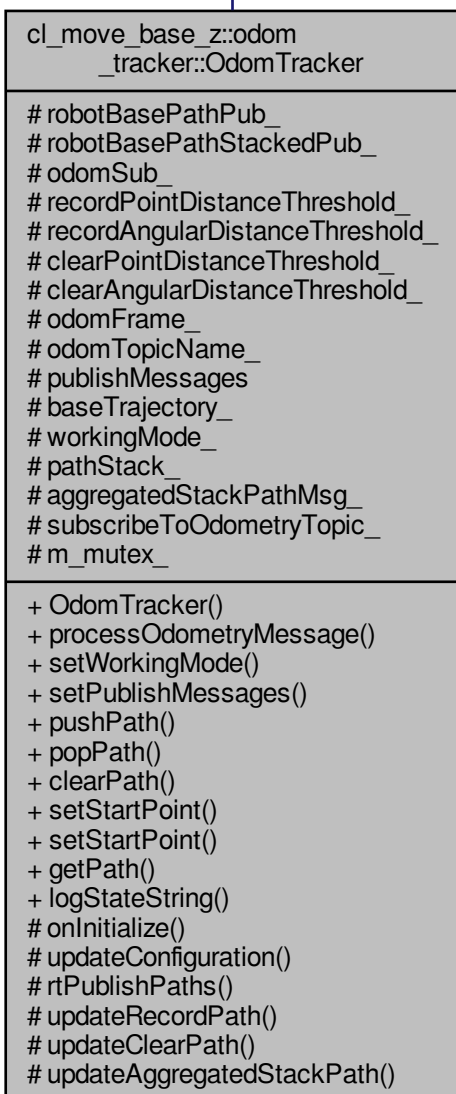 cl_move_base_z::odom
_tracker::OdomTracker
# robotBasePathPub_
# robotBasePathStackedPub_
# odomSub_
# recordPointDistanceThreshold_
# recordAngularDistanceThreshold_
# clearPointDistanceThreshold_
# clearAngularDistanceThreshold_
# odomFrame_
# odomTopicName_
# publishMessages
# baseTrajectory_
# workingMode_
# pathStack_
# aggregatedStackPathMsg_
# subscribeToOdometryTopic_
# m_mutex_
+ OdomTracker()
+ processOdometryMessage()
+ setWorkingMode()
+ setPublishMessages()
+ pushPath()
+ popPath()
+ clearPath()
+ setStartPoint()
+ setStartPoint()
+ getPath()
+ logStateString()
# onInitialize()
# updateConfiguration()
# rtPublishPaths()
# updateRecordPath()
# updateClearPath()
# updateAggregatedStackPath()